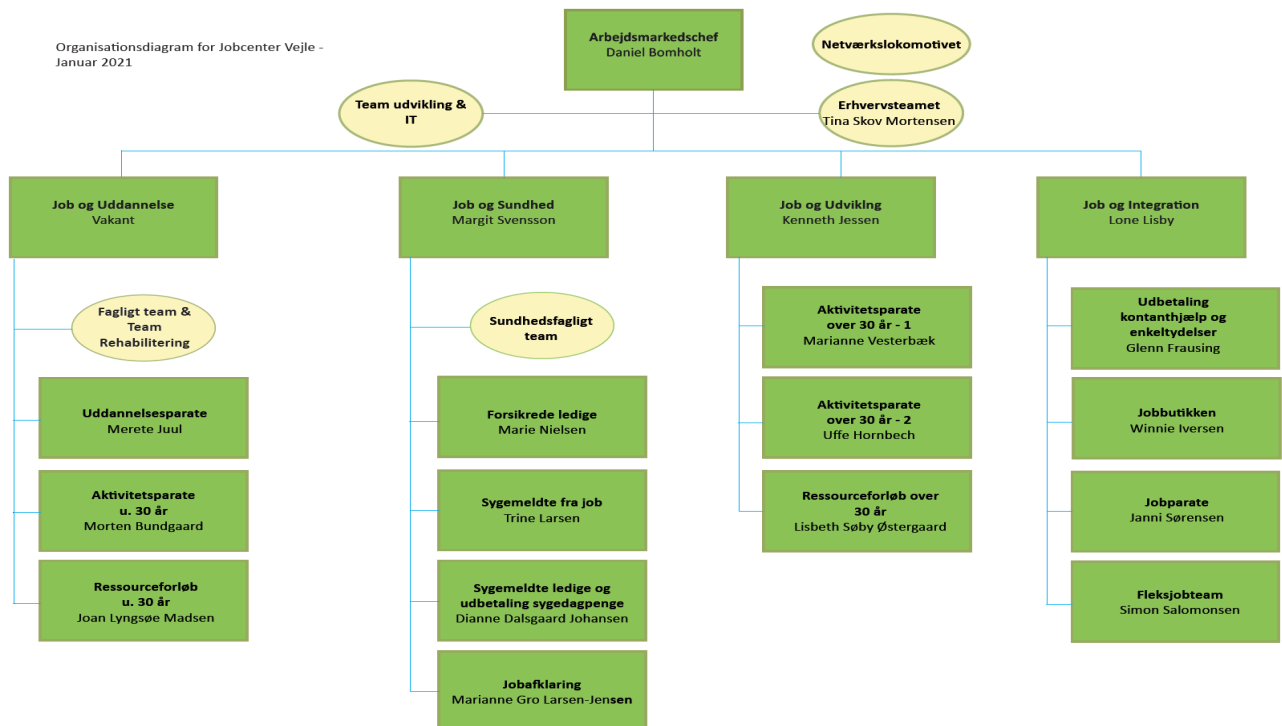 Organisationsdiagram for Jobcenter Vejle -
Januar 2021
Arbejdsmarkedschef
Daniel Bomholt
Netværkslokomotivet
Team udvikling &
IT
Erhvervsteamet
Tina Skov Mortensen
Job og Uddannelse
Vakant
Job og Sundhed
Margit Svensson
Job og Udviklng
Kenneth Jessen
Job og Integration
Lone Lisby
Fagligt team &
Team
Rehabilitering
Uddannelsesparate
Merete Juul
Aktivitetsparate
u. 30 år
Morten Bundgaard
Ressourceforløb
u. 30 år
Joan Lyngsøe Madsen
Sundhedsfagligt
team
Forsikrede ledige
Marie Nielsen
Sygemeldte fra job
Trine Larsen
Sygemeldte ledige og
udbetaling sygedagpenge
Dianne Dalsgaard Johansen
Jobafklaring
Marianne Gro Larsen-Jensen
Aktivitetsparate
over 30 år - 1
Marianne Vesterbæk
Aktivitetsparate
over 30 år - 2
Uffe Hornbech
Ressourceforløb over
30 år
Lisbeth Søby Østergaard
Udbetaling
kontanthjælp og
enkeltydelser
Glenn Frausing
Jobbutikken
Winnie Iversen
Jobparate
Janni Sørensen
Fleksjobteam
Simon Salomonsen